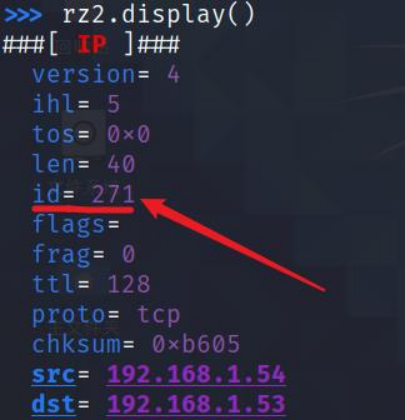 >>> rz2.display()
###[ IP ]###
version= 4
ihl= 5
tos= 0×0
len= 40
id= 271
flags=
frag= 0
ttl= 128
proto= tcp
chksum= 0×b605
src= 192.168.1.54
dst= 192.168.1.53